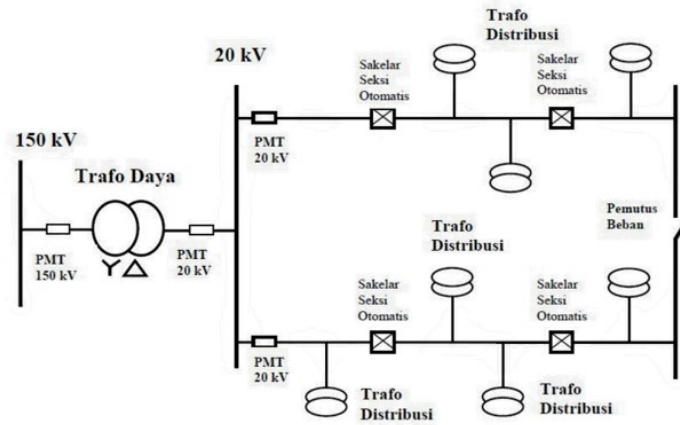 Trafo
Distribusi
20 kV
Sakelar
Seksi
Otomatis
Sakelar
Seksi
Otomatis
PMT
20 kV
150 kV
Trafo Daya
PMT
150 kV
PMT
20 kV
Trafo
Distribusi
Pemutus
Beban
Sakelar
Seksi
Otomatis
Sakelar
Seksi
Otomatis
PMT
20 kV
Trafo
Distribusi
Trafo
Distribusi